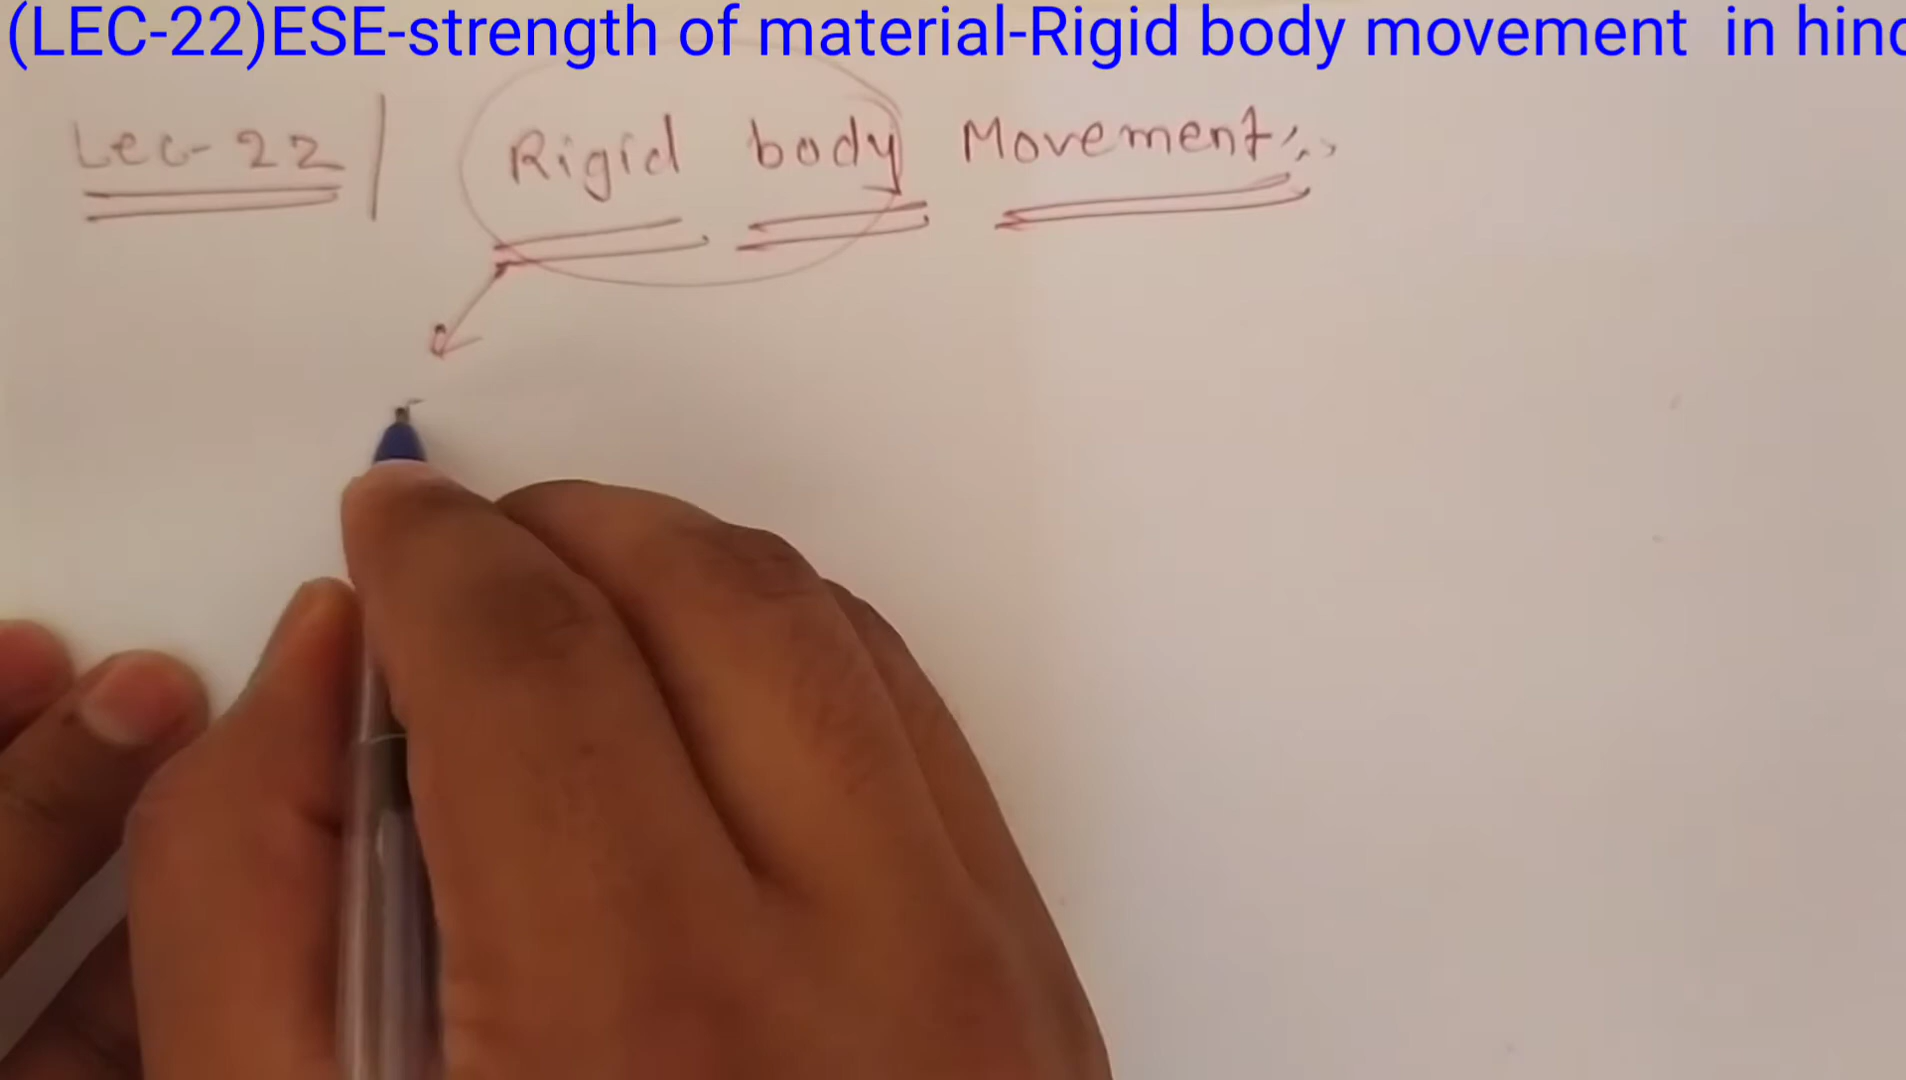 (LEC-22)ESE-strength of material-Rigid body movement in hind
Lec-22 | Rigid body Movement